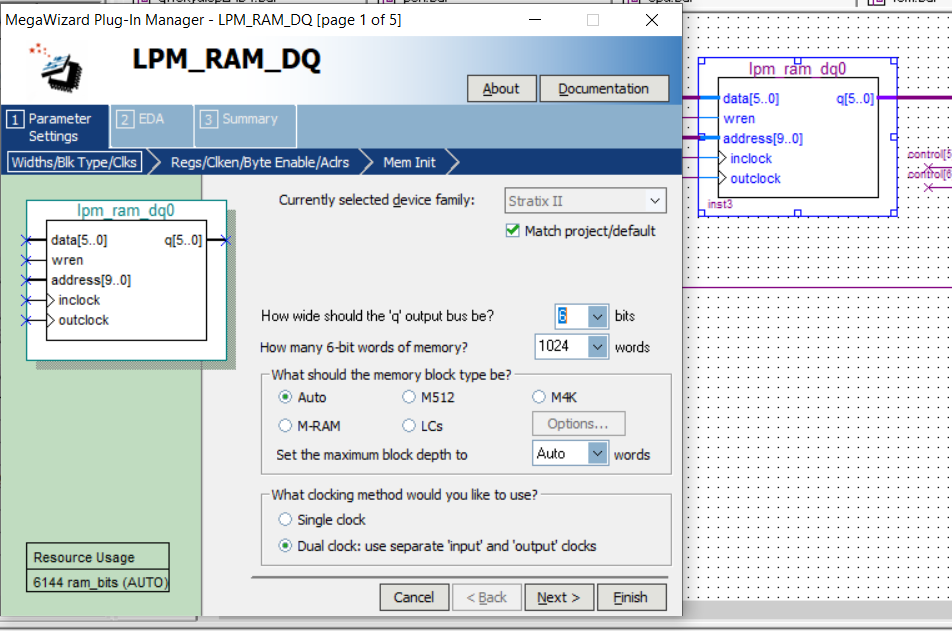 MegaWizard Plug-In Manager - LPM_RAM_DQ [page 1 of 5]
LPM_RAM_DQ
About
Documentation
1 Parameter Settings
2 EDA
3 Summary
Widths/Blk Type/Clks
Regs/Clken/Byte Enable/Aclrs
Mem Init
lpm_ram_dq0
data[5..0] q[5..0]
wren
address[9..0]
inclock
outclock
Resource Usage
6144 ram_bits (AUTO)
Currently selected device family:
Stratix II
Match project/default
How wide should the 'q' output bus be?
6
bits
How many 6-bit words of memory?
1024
words
What should the memory block type be?
Auto
M512
M4K
M-RAM
LCs
Options...
Set the maximum block depth to
Auto
words
What clocking method would you like to use?
Single clock
Dual clock: use separate 'input' and 'output' clocks
Cancel
< Back
Next >
Finish
lpm_ram_dq0
data[5..0] q[5..0]
wren
address[9..0]
inclock
outclock
inst3
control[5
control[6